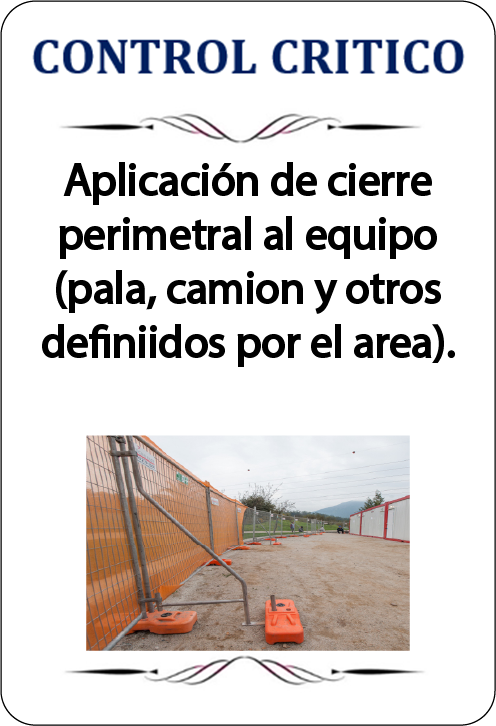 CONTROL CRITICO
Aplicación de cierre
perimetral al equipo
(pala, camion y otros
definiidos por el area).